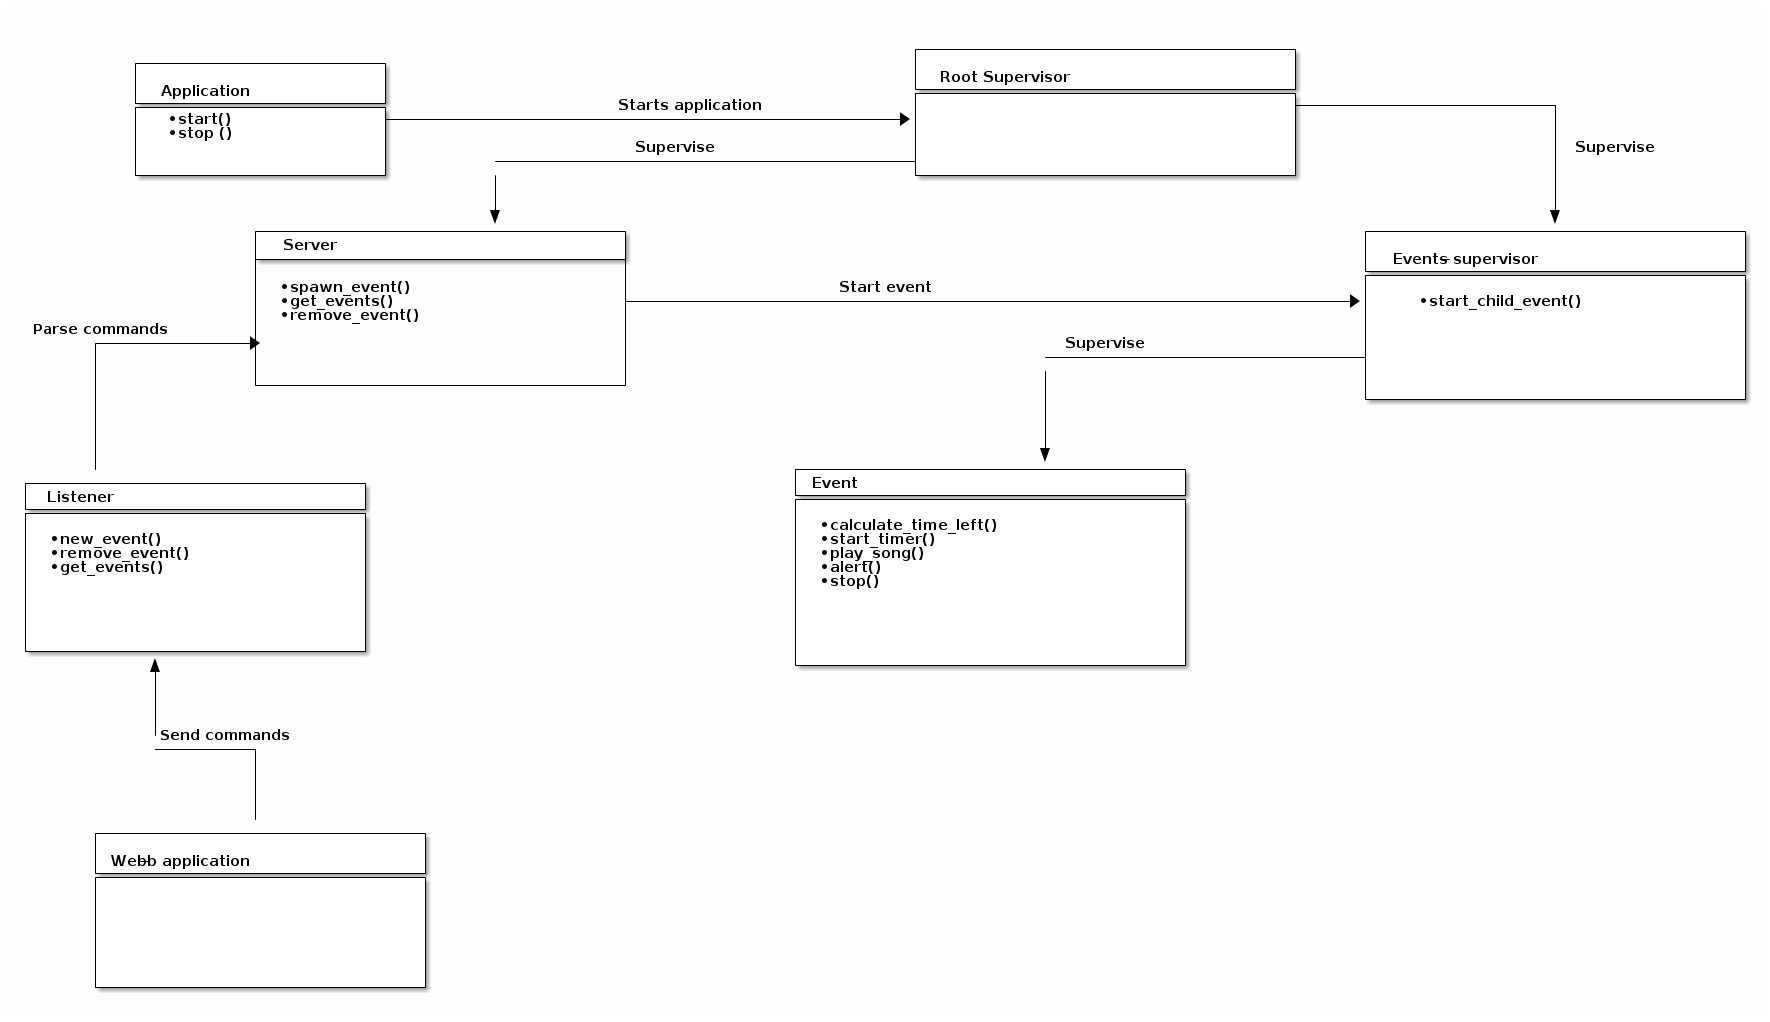 Application
•start()
•stop ()
Starts application
Root Supervisor
Supervise
Supervise
Server
•spawn_event()
•get_events()
•remove_event()
Start event
Events-supervisor
•start_child_event()
Parse commands
Supervise
Listener
•new_event()
•remove_event()
•get_events()
Event
•calculate_time_left()
•start_timer()
•play_song()
•alert()
•stop()
Send commands
Web-b application